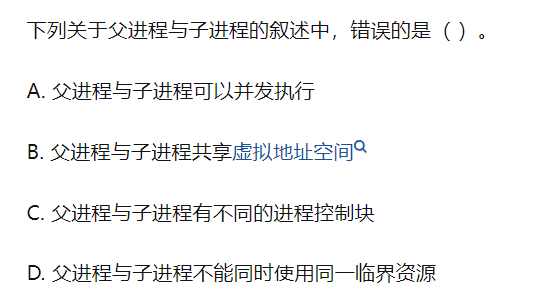 下列关于父进程与子进程的叙述中，错误的是（ ）。
A. 父进程与子进程可以并发执行
B. 父进程与子进程共享虚拟地址空间
C. 父进程与子进程有不同的进程控制块
D. 父进程与子进程不能同时使用同一临界资源